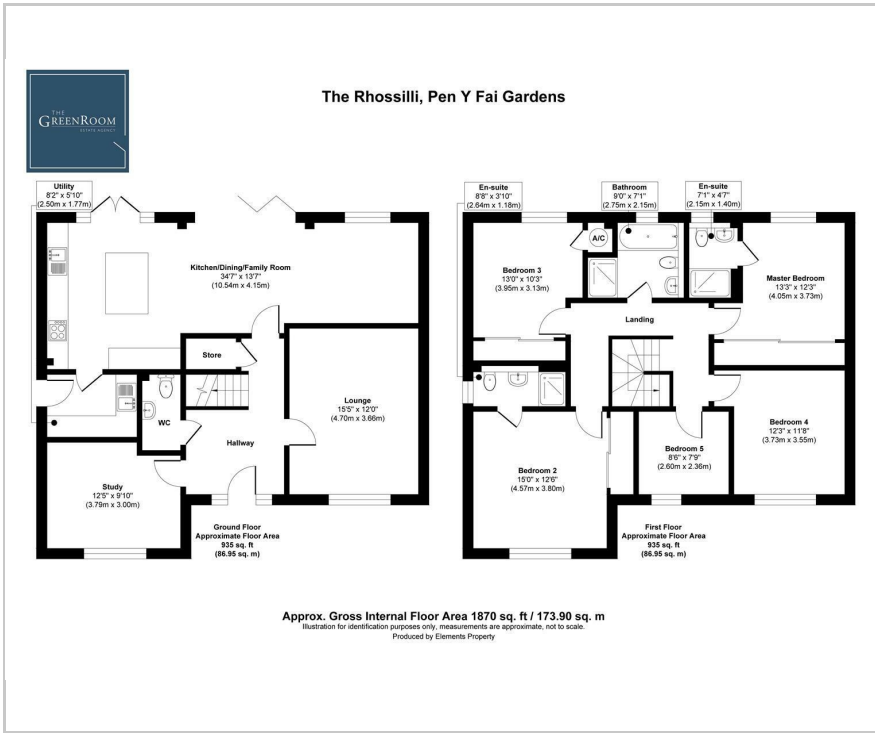 THE
GREENROOM
ESTATE AGENCY
The Rhossilli, Pen Y Fai Gardens
Utility
8'2" x 5'10"
(2.50m x 1.77m)
Kitchen/Dining/Family Room
34'7" x 13'7"
(10.54m x 4.15m)
Store
Lounge
15'5" x 12'0"
(4.70m x 3.66m)
WC
Hallway
Study
12'5" x 9'10"
(3.79m x 3.00m)
Ground Floor
Approximate Floor Area
935 sq. ft
(86.95 sq. m)
En-suite
8'8" x 3'10"
(2.64m x 1.18m)
Bathroom
9'0" x 7'1"
(2.75m x 2.15m)
En-suite
7'1" x 4'7"
(2.15m x 1.40m)
A/C
Bedroom 3
13'0" x 10'3"
(3.95m x 3.13m)
Master Bedroom
13'3" x 12'3"
(4.05m x 3.73m)
Landing
Bedroom 4
12'3" x 11'8"
(3.73m x 3.55m)
Bedroom 5
8'6" x 7'9"
(2.60m x 2.36m)
Bedroom 2
15'0" x 12'6"
(4.57m x 3.80m)
First Floor
Approximate Floor Area
935 sq. ft
(86.95 sq. m)
Approx. Gross Internal Floor Area 1870 sq. ft / 173.90 sq. m
Illustration for identification purposes only, measurements are approximate, not to scale.
Produced by Elements Property